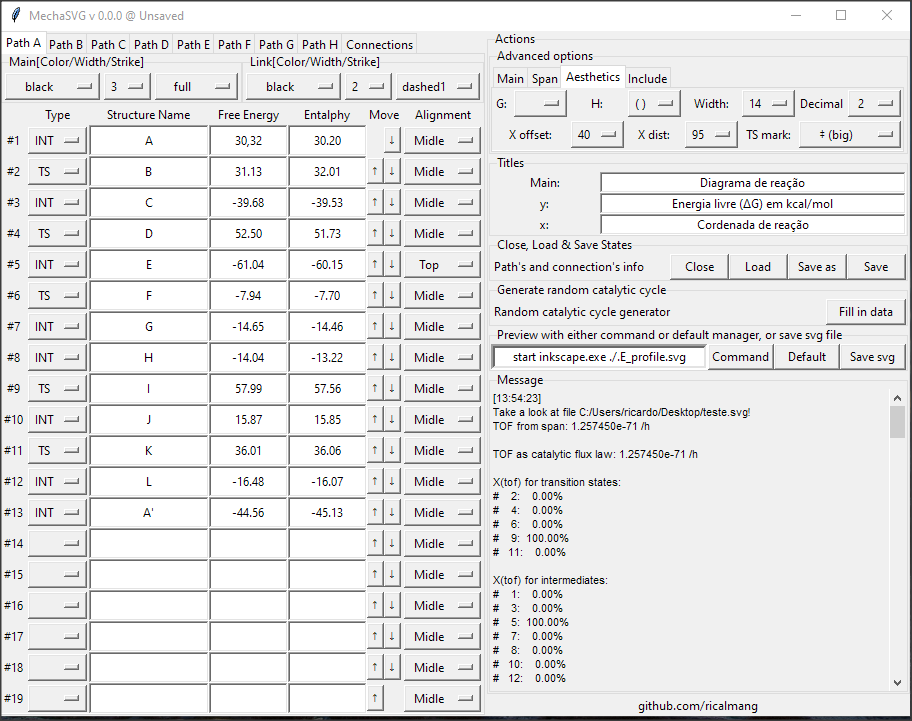 MechaSVG v 0.0.0 @ Unsaved
Path A Path B Path C Path D Path E Path F Path G Path H Connections
Main[Color/Width/Strike] Link[Color/Width/Strike]
black 3 full black 2 dashed1
Type Structure Name Free Energy Entalphy Move Alignment
#1 INT A 30,32 30.20 ↓ Midle
#2 TS B 31.13 32.01 ↑ ↓ Midle
#3 INT C -39.68 -39.53 ↑ ↓ Midle
#4 TS D 52.50 51.73 ↑ ↓ Midle
#5 INT E -61.04 -60.15 ↑ ↓ Top
#6 TS F -7.94 -7.70 ↑ ↓ Midle
#7 INT G -14.65 -14.46 ↑ ↓ Midle
#8 INT H -14.04 -13.22 ↑ ↓ Midle
#9 TS I 57.99 57.56 ↑ ↓ Midle
#10 INT J 15.87 15.85 ↑ ↓ Midle
#11 TS K 36.01 36.06 ↑ ↓ Midle
#12 INT L -16.48 -16.07 ↑ ↓ Midle
#13 INT A' -44.56 -45.13 ↑ ↓ Midle
#14 ↑ ↓ Midle
#15 ↑ ↓ Midle
#16 ↑ ↓ Midle
#17 ↑ ↓ Midle
#18 ↑ ↓ Midle
#19 ↑ Midle
Actions
Advanced options
Main Span Aesthetics Include
G: H: ( ) Width: 14 Decimal 2
X offset: 40 X dist: 95 TS mark: ‡ (big)
Titles
Main: Diagrama de reação
y: Energia livre (ΔG) em kcal/mol
x: Cordenada de reação
Close, Load & Save States
Path's and connection's info Close Load Save as Save
Generate random catalytic cycle
Random catalytic cycle generator Fill in data
Preview with either command or default manager, or save svg file
start inkscape.exe ./.E_profile.svg Command Default Save svg
Message
[13:54:23]
Take a look at file C:/Users/ricardo/Desktop/teste.svg!
TOF from span: 1.257450e-71 /h
TOF as catalytic flux law: 1.257450e-71 /h
X(tof) for transition states:
# 2: 0.00%
# 4: 0.00%
# 6: 0.00%
# 9: 100.00%
# 11: 0.00%
X(tof) for intermediates:
# 1: 0.00%
# 3: 0.00%
# 5: 100.00%
# 7: 0.00%
# 8: 0.00%
# 10: 0.00%
# 12: 0.00%
github.com/ricalmang